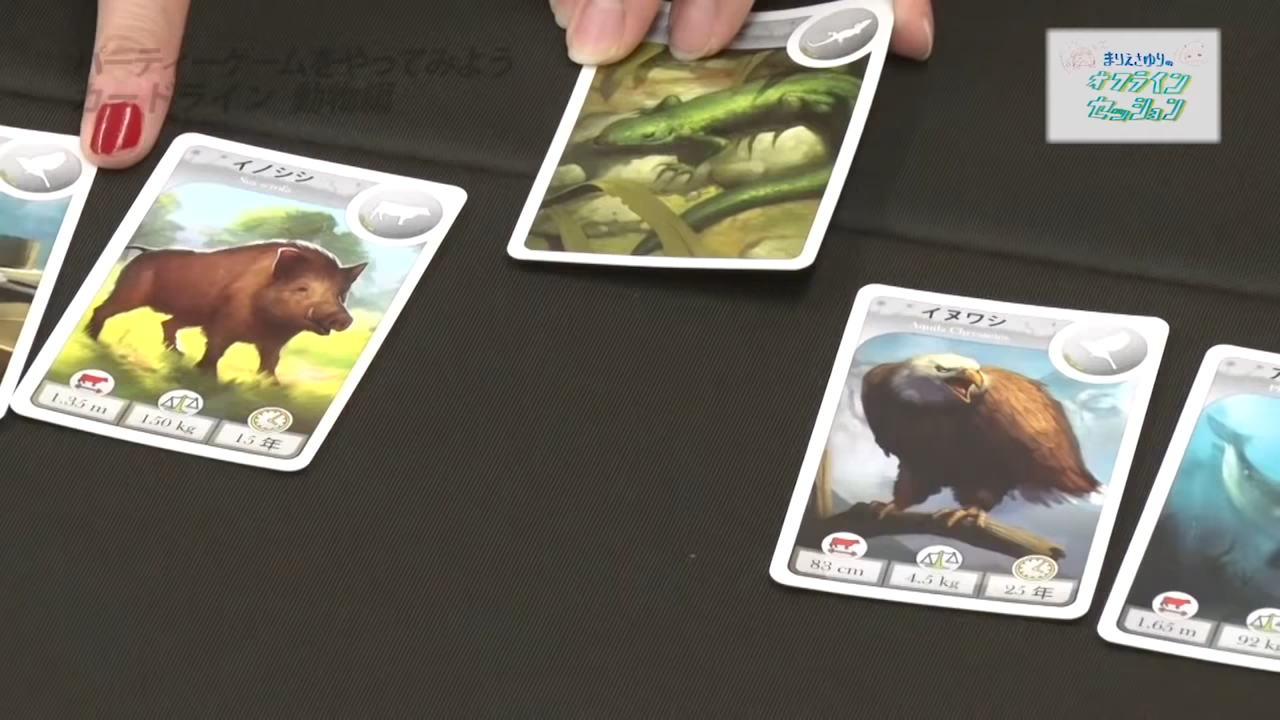 パーティーゲームをやってみよう
カードライン 動物編
まりえさゆりの
オフライン
セッション
イノシシ
Sus scrofa
1.35 m
150 kg
15 年
イヌワシ
Aquila Chrysaetos
83 cm
4.5 kg
25 年
1.65 m
92 kg